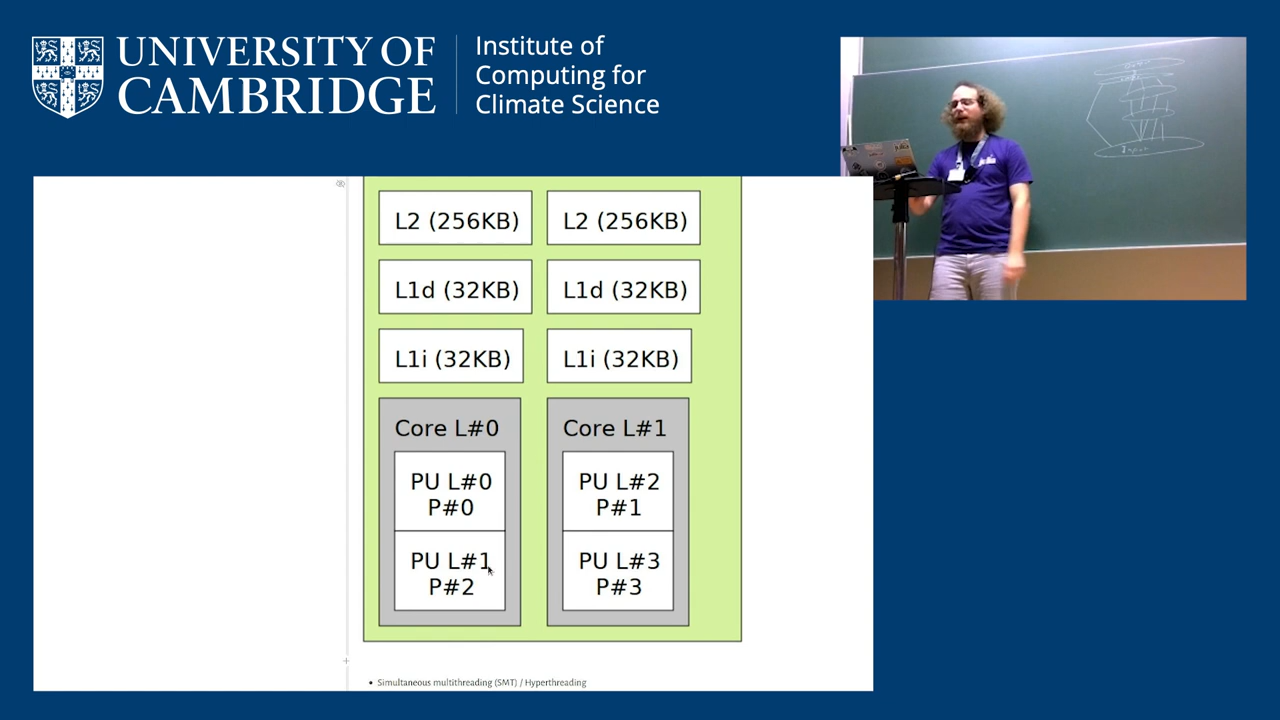 UNIVERSITY OF
CAMBRIDGE
Institute of
Computing for
Climate Science
L2 (256KB)
L2 (256KB)
L1d (32KB)
L1d (32KB)
L1i (32KB)
L1i (32KB)
Core L#0
Core L#1
PU L#0
P#0
PU L#2
P#1
PU L#1
P#2
PU L#3
P#3
• Simultaneous multithreading (SMT) / Hyperthreading